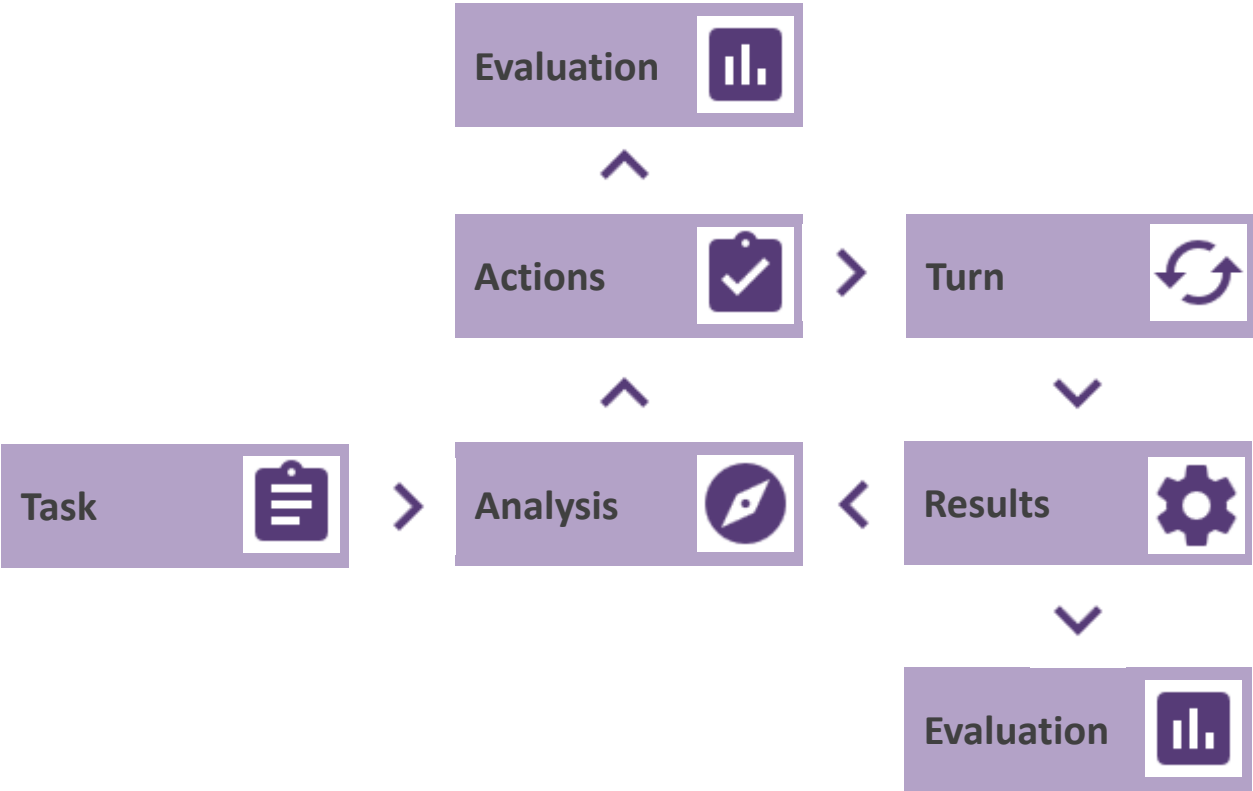 Evaluation
Actions
Turn
Task
Analysis
Results
Evaluation